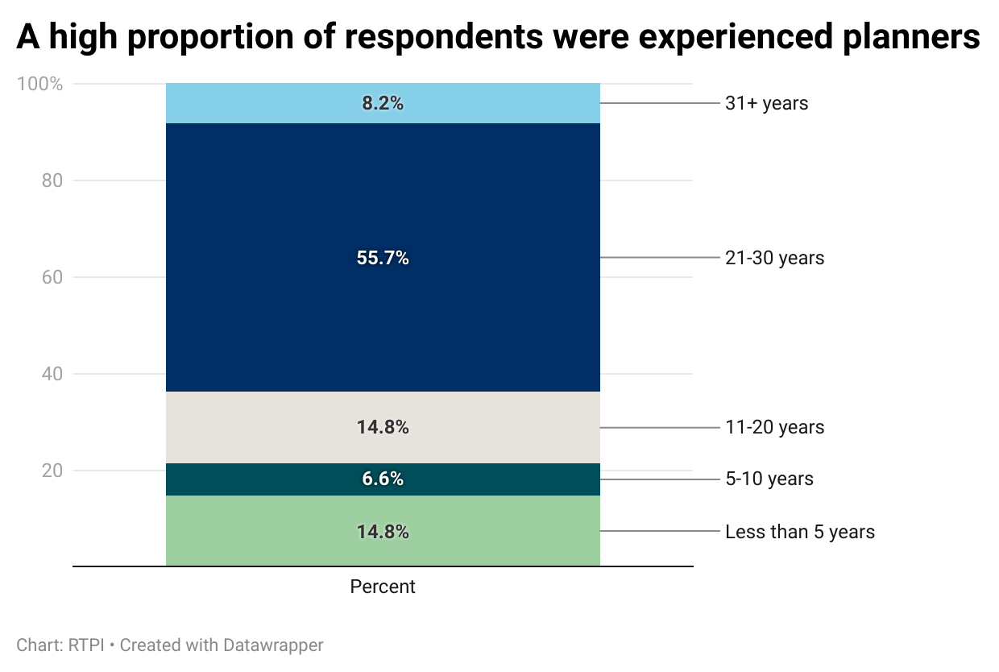 A high proportion of respondents were experienced planners
100%
8.2%
31+ years
80
55.7%
21-30 years
60
40
14.8%
11-20 years
20
6.6%
5-10 years
14.8%
Less than 5 years
Percent
Chart: RTPI • Created with Datawrapper